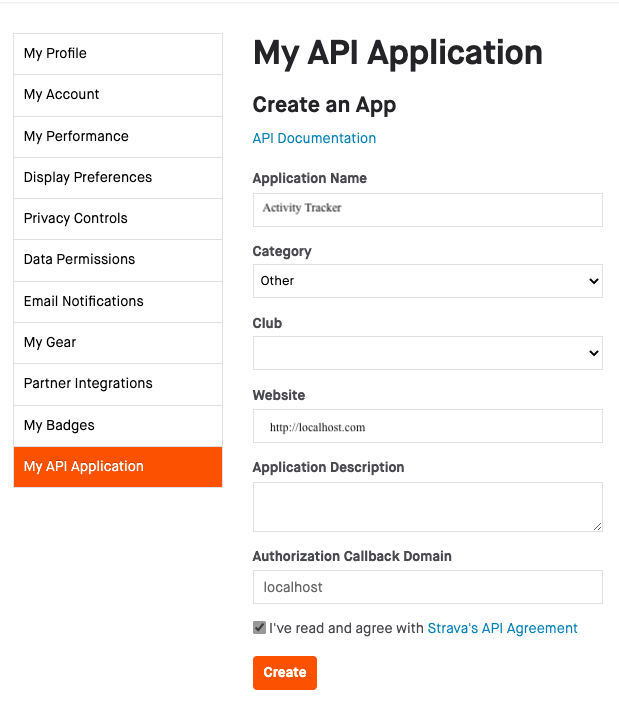 My Profile
My Account
My Performance
Display Preferences
Privacy Controls
Data Permissions
Email Notifications
My Gear
Partner Integrations
My Badges
My API Application
My API Application
Create an App
API Documentation
Application Name
Activity Tracker
Category
Other
Club
Website
http://localhost.com
Application Description
Authorization Callback Domain
localhost
I've read and agree with Strava's API Agreement
Create